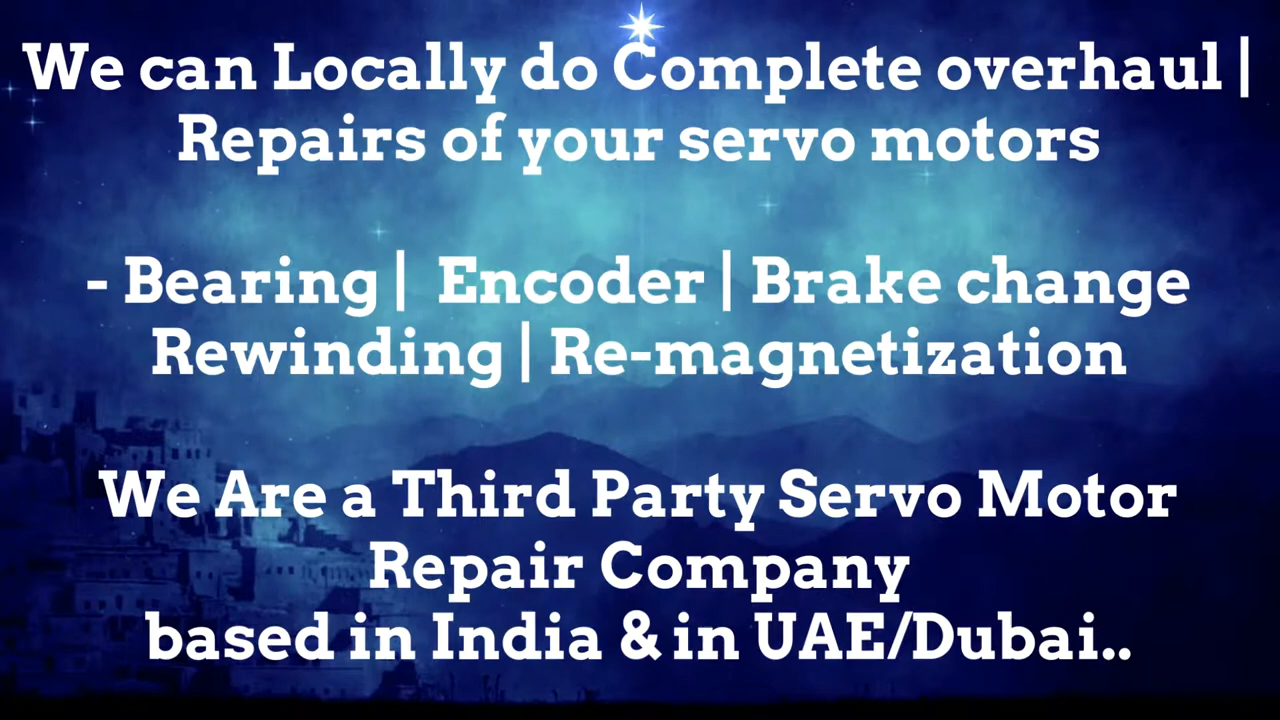 We can Locally do Complete overhaul |
Repairs of your servo motors
- Bearing | Encoder | Brake change
Rewinding | Re-magnetization
We Are a Third Party Servo Motor
Repair Company
based in India & in UAE/Dubai..